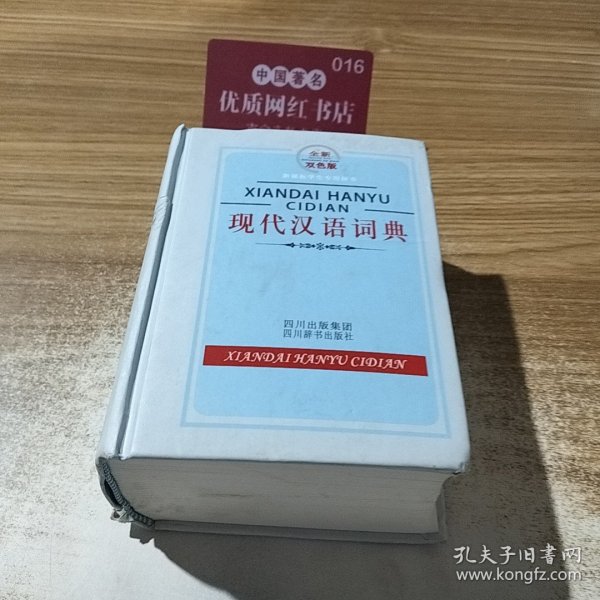 016
中国著名
优质网红书店
全新
双色版
XIANDAI HANYU
CIDIAN
现代汉语词典
四川出版集团
四川辞书出版社
XIANDAI HANYU CIDIAN
孔夫子旧书网
www.kongfz.com